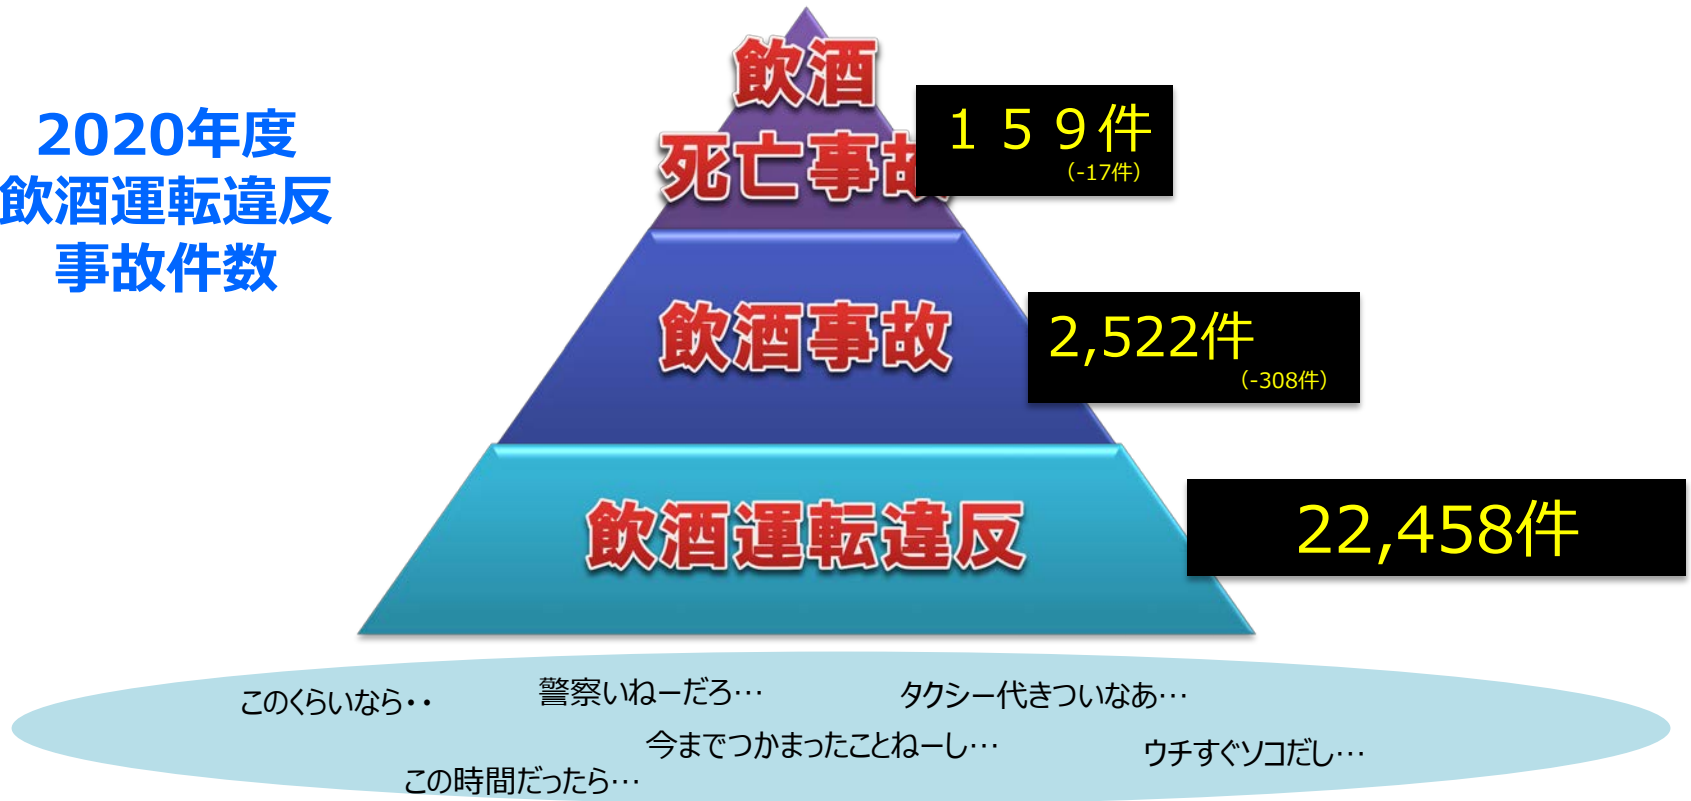 2020年度
飲酒運転違反
事故件数
飲酒
死亡事故
１５９件
（-17件）
飲酒事故
2,522件
（-308件）
飲酒運転違反
22,458件
このくらいなら・・
警察いねーだろ…
タクシー代きついなあ…
今までつかまったことねーし…
ウチすぐソコだし…
この時間だったら…